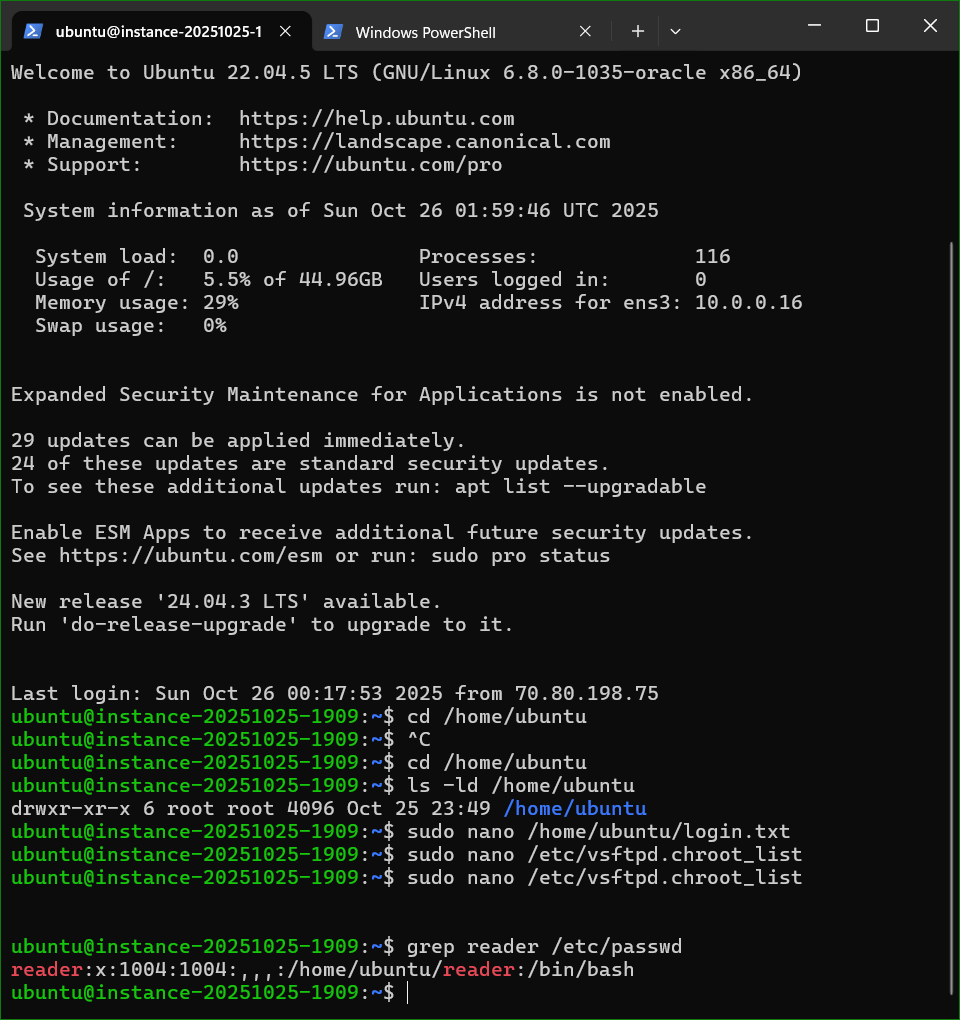 ubuntu@instance-20251025-1
Windows PowerShell
Welcome to Ubuntu 22.04.5 LTS (GNU/Linux 6.8.0-1035-oracle x86_64)
* Documentation: https://help.ubuntu.com
* Management: https://landscape.canonical.com
* Support: https://ubuntu.com/pro
System information as of Sun Oct 26 01:59:46 UTC 2025
System load: 0.0 Processes: 116
Usage of /: 5.5% of 44.96GB Users logged in: 0
Memory usage: 29% IPv4 address for ens3: 10.0.0.16
Swap usage: 0%
Expanded Security Maintenance for Applications is not enabled.
29 updates can be applied immediately.
24 of these updates are standard security updates.
To see these additional updates run: apt list --upgradable
Enable ESM Apps to receive additional future security updates.
See https://ubuntu.com/esm or run: sudo pro status
New release '24.04.3 LTS' available.
Run 'do-release-upgrade' to upgrade to it.
Last login: Sun Oct 26 00:17:53 2025 from 70.80.198.75
ubuntu@instance-20251025-1909:~$ cd /home/ubuntu
ubuntu@instance-20251025-1909:~$ ^C
ubuntu@instance-20251025-1909:~$ cd /home/ubuntu
ubuntu@instance-20251025-1909:~$ ls -ld /home/ubuntu
drwxr-xr-x 6 root root 4096 Oct 25 23:49 /home/ubuntu
ubuntu@instance-20251025-1909:~$ sudo nano /home/ubuntu/login.txt
ubuntu@instance-20251025-1909:~$ sudo nano /etc/vsftpd.chroot_list
ubuntu@instance-20251025-1909:~$ sudo nano /etc/vsftpd.chroot_list
ubuntu@instance-20251025-1909:~$ grep reader /etc/passwd
reader:x:1004:1004:,,,:/home/ubuntu/reader:/bin/bash
ubuntu@instance-20251025-1909:~$